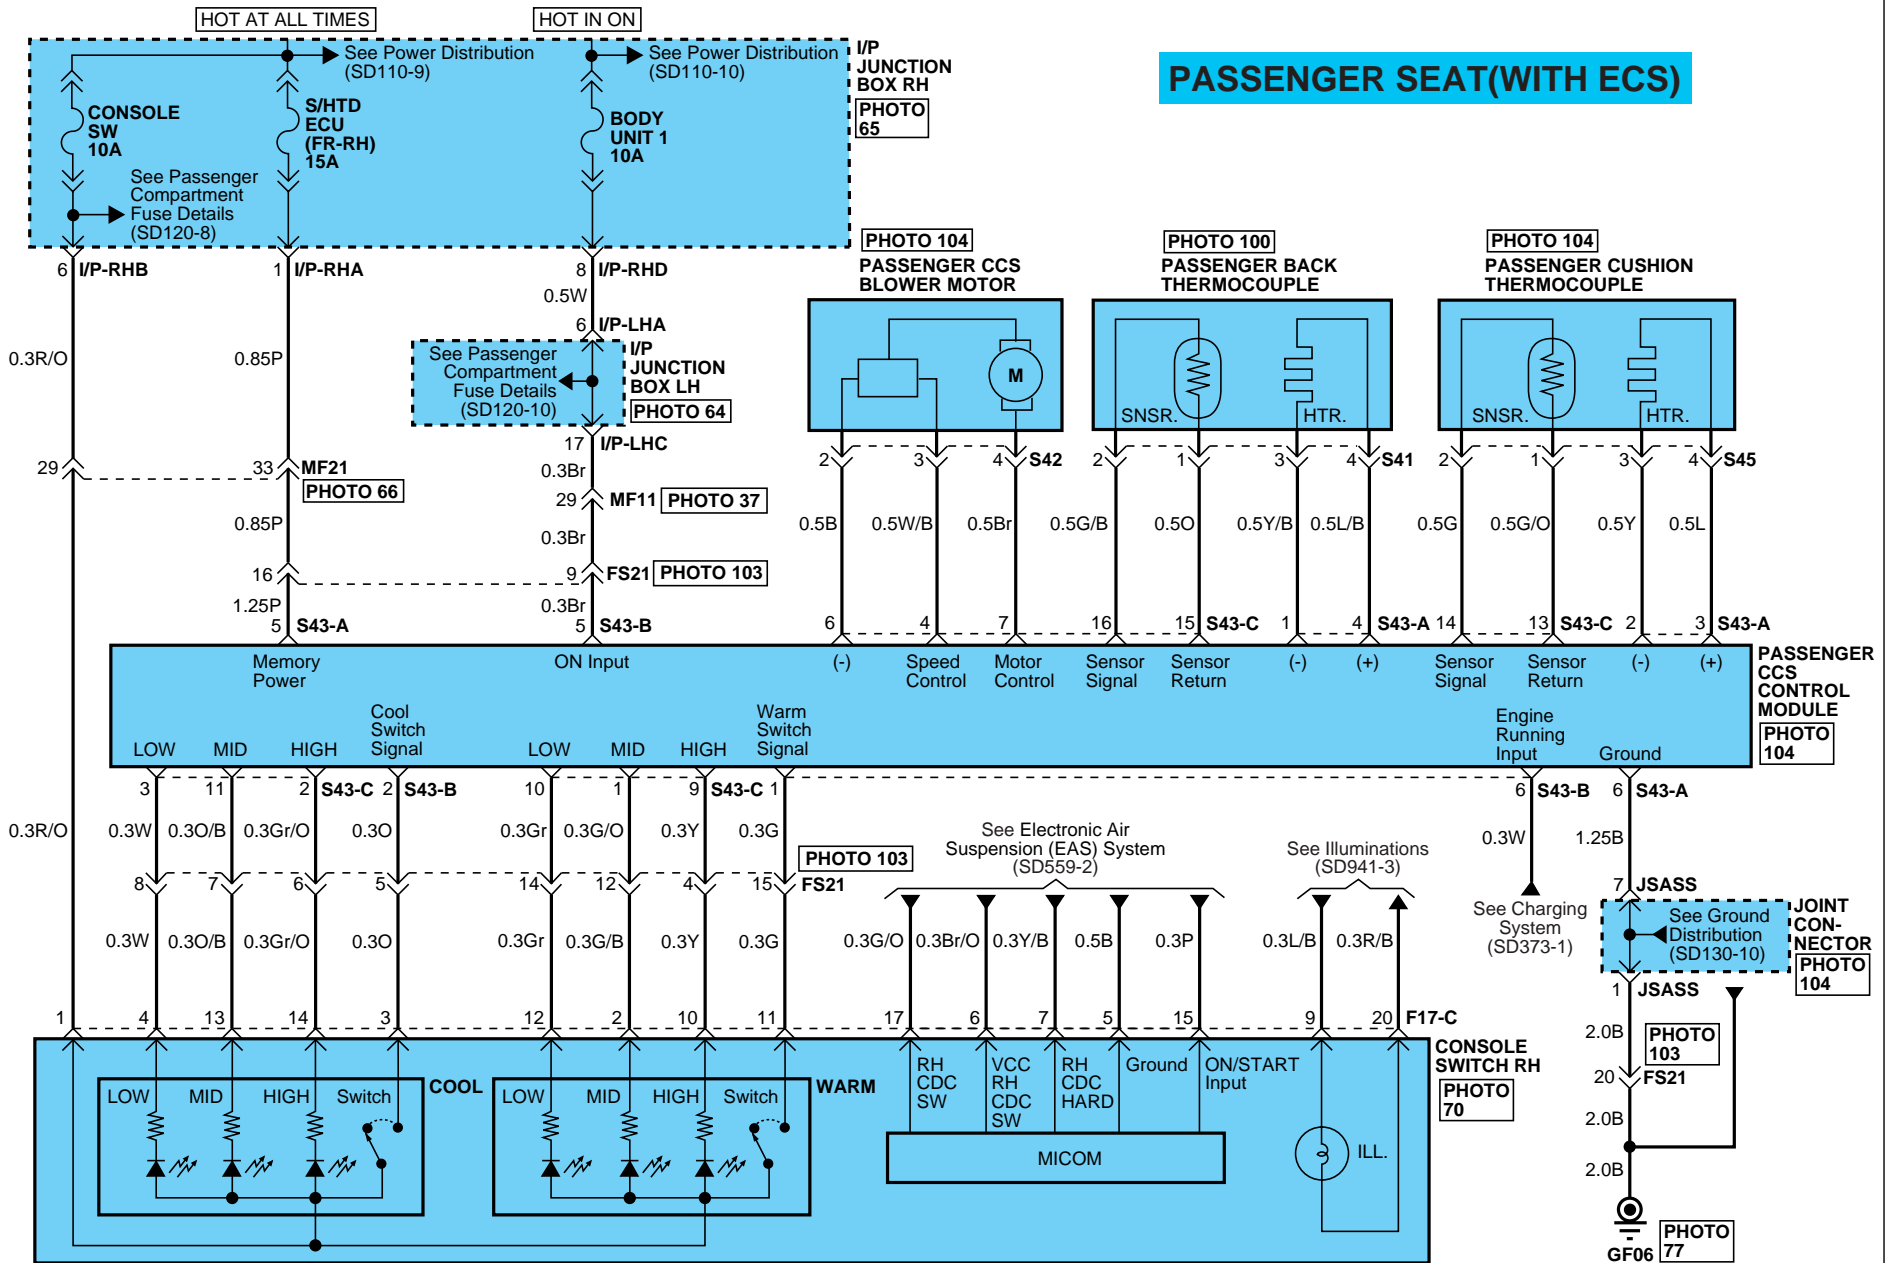 HOT AT ALL TIMES
HOT IN ON
PASSENGER SEAT(WITH ECS)
See Power Distribution
(SD110-9)
See Power Distribution
(SD110-10)
I/P
JUNCTION
BOX RH
PHOTO
65
CONSOLE
SW
10A
S/HTD
ECU
(FR-RH)
15A
BODY
UNIT 1
10A
See Passenger
Compartment
Fuse Details
(SD120-8)
6 I/P-RHB
1 I/P-RHA
8 I/P-RHD
0.5W
6 I/P-LHA
0.3R/O
0.85P
See Passenger
Compartment
Fuse Details
(SD120-10)
I/P
JUNCTION
BOX LH
PHOTO 64
17 I/P-LHC
0.3Br
29
33 MF21
PHOTO 66
29 MF11 PHOTO 37
0.85P
0.3Br
16
9 FS21 PHOTO 103
1.25P
0.3Br
5 S43-A
5 S43-B
PHOTO 104
PASSENGER CCS
BLOWER MOTOR
M
PHOTO 100
PASSENGER BACK
THERMOCOUPLE
SNSR. HTR.
PHOTO 104
PASSENGER CUSHION
THERMOCOUPLE
SNSR. HTR.
2 3 4 S42 2 1 3 4 S41 2 1 3 4 S45
0.5B 0.5W/B 0.5Br 0.5G/B 0.5O 0.5Y/B 0.5L/B 0.5G 0.5G/O 0.5Y 0.5L
6 4 7 16 15 S43-C 1 4 S43-A 14 13 S43-C 2 3 S43-A
Memory
Power
ON Input
(-)
Speed
Control
Motor
Control
Sensor
Signal
Sensor
Return
(-)
(+)
Sensor
Signal
Sensor
Return
(-)
(+)
PASSENGER
CCS
CONTROL
MODULE
PHOTO
104
LOW MID HIGH
Cool
Switch
Signal
LOW MID HIGH
Warm
Switch
Signal
Engine
Running
Input
Ground
3 11 2 S43-C 2 S43-B 10 1 9 S43-C 1 6 S43-B 6 S43-A
0.3R/O 0.3W 0.3O/B 0.3Gr/O 0.3O 0.3Gr 0.3G/O 0.3Y 0.3G
0.3W 1.25B
PHOTO 103
8 7 6 5 14 12 4 15 FS21
See Electronic Air
Suspension (EAS) System
(SD559-2)
See Illuminations
(SD941-3)
See Charging
System
(SD373-1)
7 JSASS
See Ground
Distribution
(SD130-10)
JOINT
CON-
NECTOR
PHOTO
104
1 JSASS
0.3W 0.3O/B 0.3Gr/O 0.3O 0.3Gr 0.3G/B 0.3Y 0.3G 0.3G/O 0.3Br/O 0.3Y/B 0.5B 0.3P 0.3L/B 0.3R/B
1 4 13 14 3 12 2 10 11 17 6 7 5 15 9 20 F17-C
CONSOLE
SWITCH RH
PHOTO
70
LOW MID HIGH Switch
COOL
LOW MID HIGH Switch
WARM
RH
CDC
SW
VCC
RH
CDC
SW
RH
CDC
HARD
Ground
ON/START
Input
MICOM
ILL.
2.0B
PHOTO
103
20 FS21
2.0B
2.0B
GF06
PHOTO
77